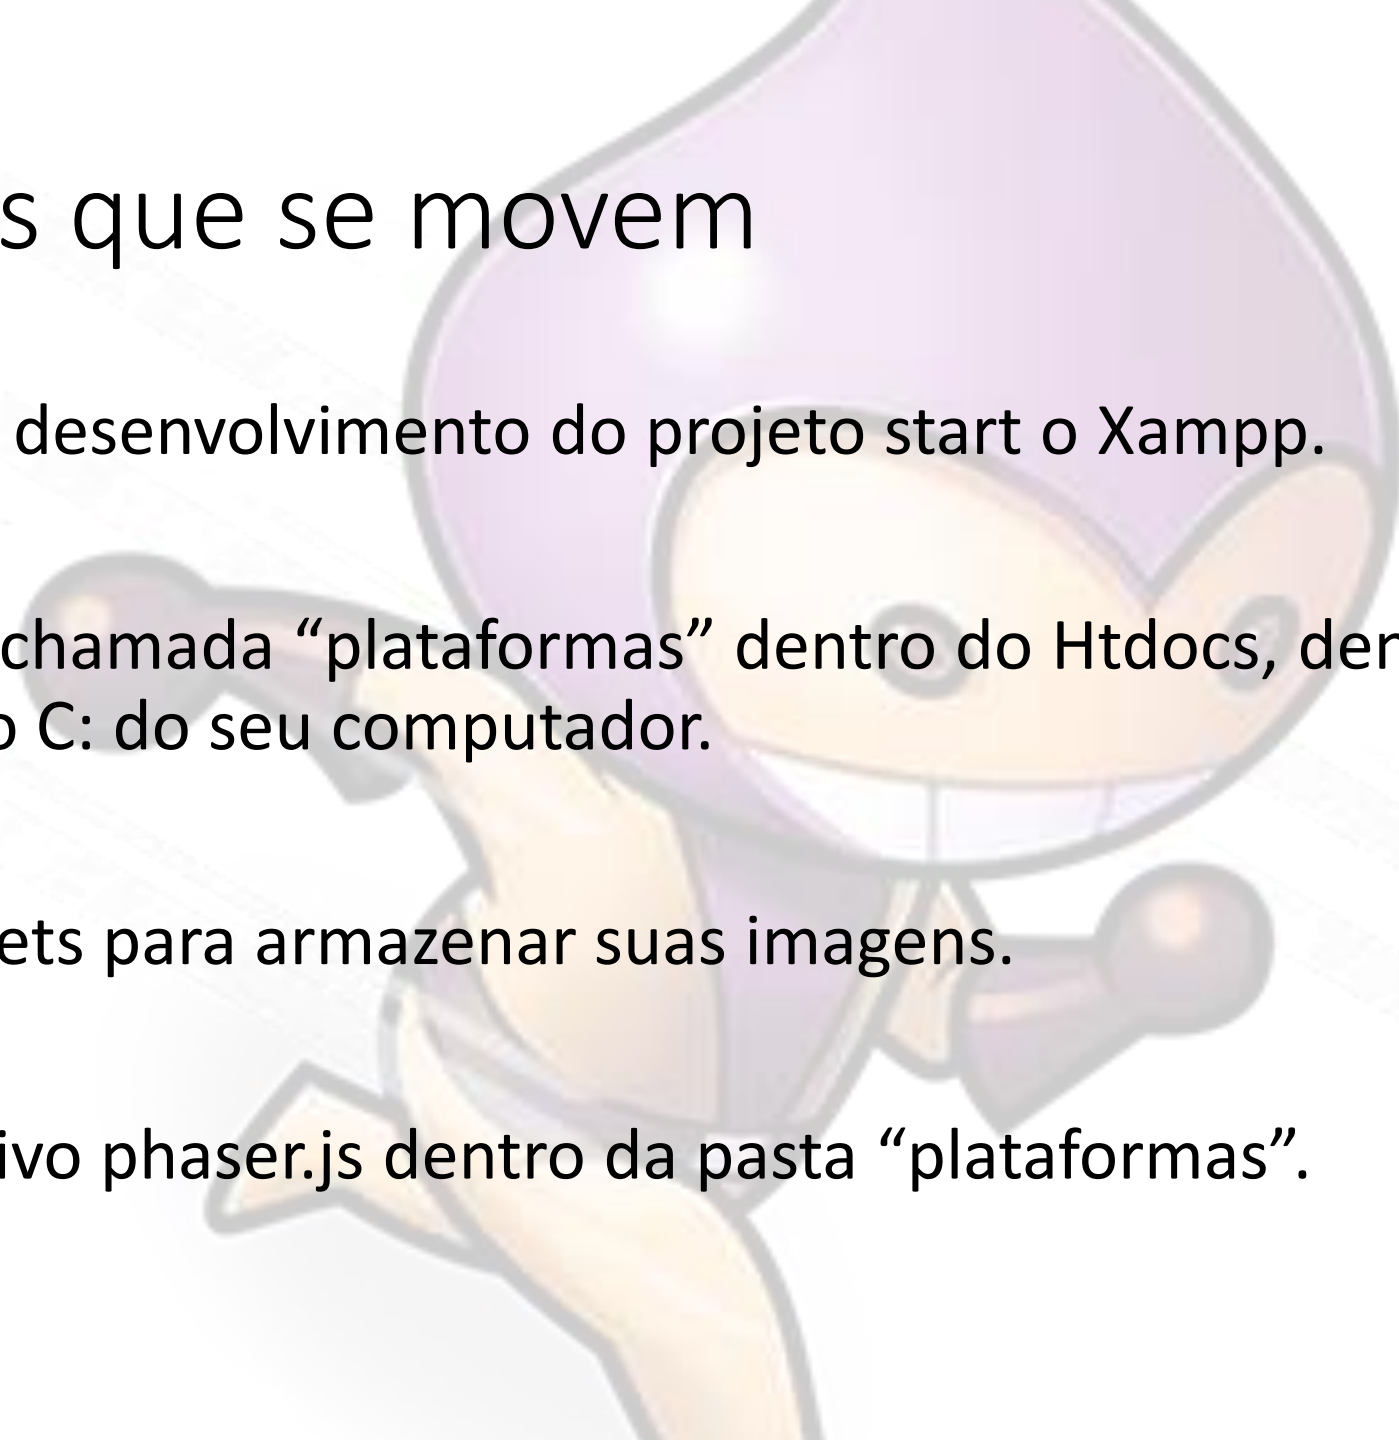 s que se movem
desenvolvimento do projeto start o Xampp.
chamada “plataformas” dentro do Htdocs, den
o C: do seu computador.
ets para armazenar suas imagens.
ivo phaser.js dentro da pasta “plataformas”.